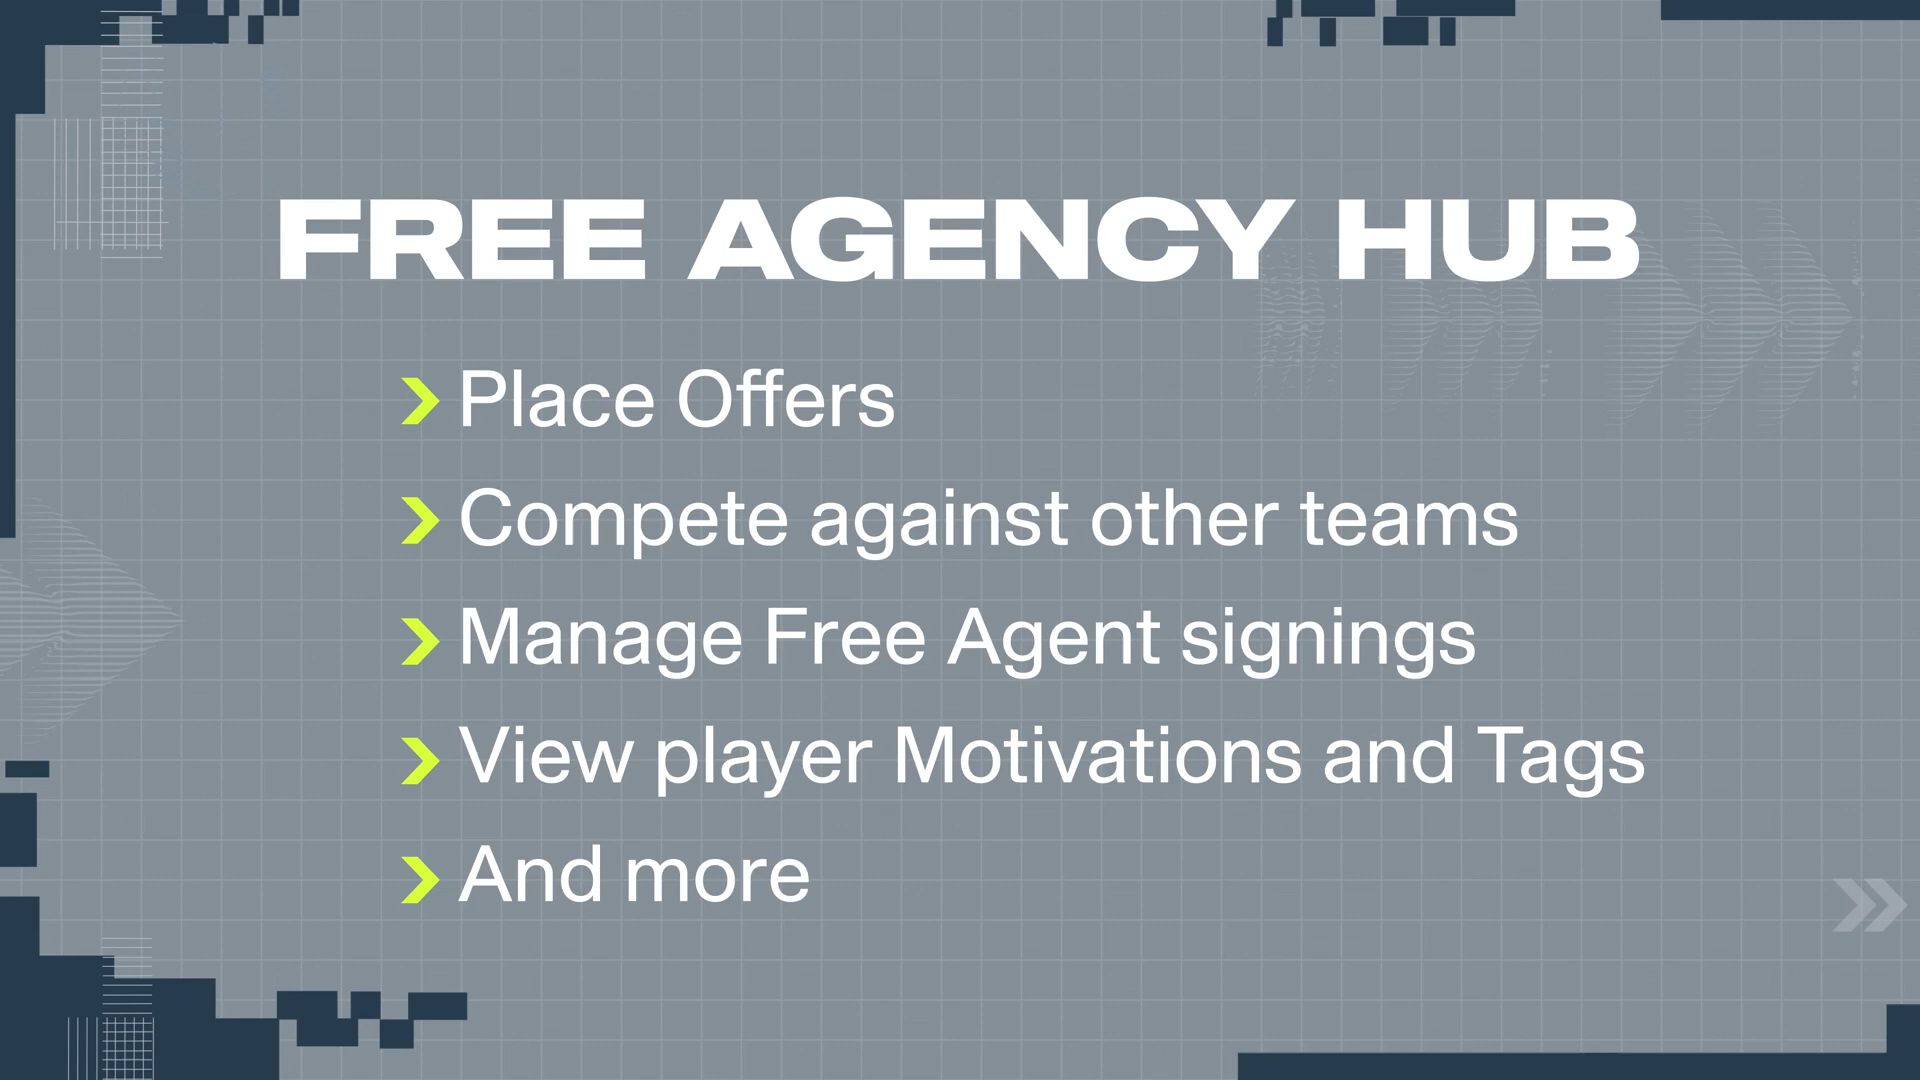 FREE AGENCY HUB
Place Offers
Compete against other teams
Manage Free Agent signings
View player Motivations and Tags
And more